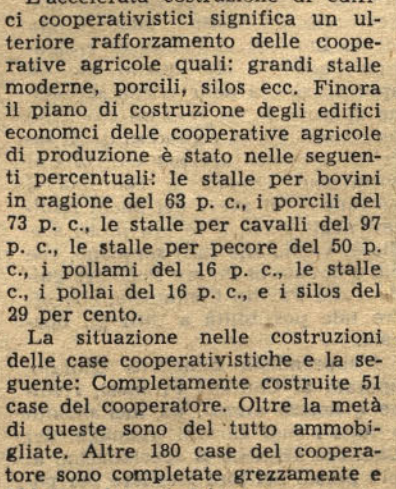 L'accelerata costruzione di edifi-
ci cooperativistici significa un ul-
teriore rafforzamento delle coope-
rative agricole quali: grandi stalle
moderne, porcili, silos ecc. Finora
il piano di costruzione degli edifici
economci delle cooperative agricole
di produzione è stato nelle seguen-
ti percentuali: le stalle per bovini
in ragione del 63 p. c., i porcili del
73 p. c., le stalle per cavalli del 97
p. c., le stalle per pecore del 50 p.
c., i pollami del 16 p. c., le stalle
c., i pollai del 16 p. c., e i silos del
29 per cento.
La situazione nelle costruzioni
delle case cooperativistiche e la se-
guente: Completamente costruite 51
case del cooperatore. Oltre la metà
di queste sono del tutto ammobi-
gliate. Altre 180 case del coopera-
tore sono completate grezzamente e